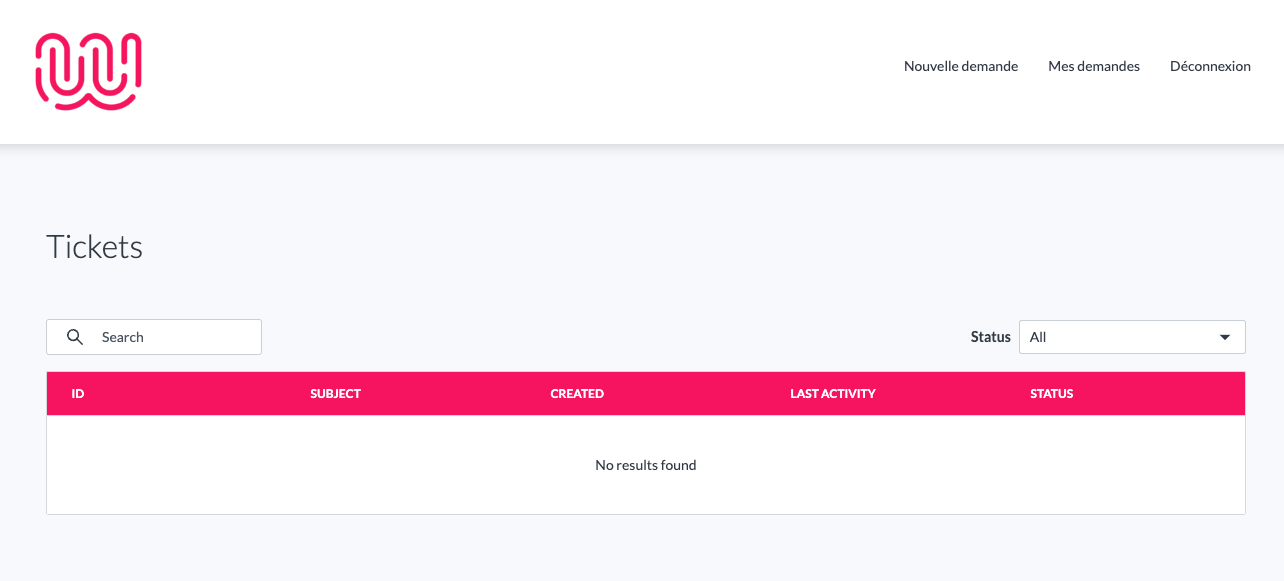 Nouvelle demande Mes demandes Déconnexion
Tickets
Search Status All
ID SUBJECT CREATED LAST ACTIVITY STATUS
No results found